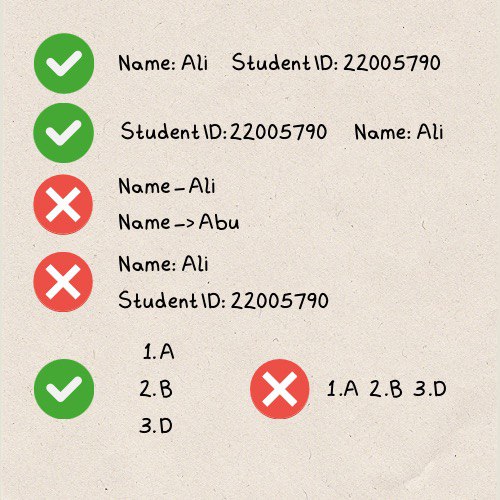 Name: Ali Student ID: 22005790
Student ID: 22005790 Name: Ali
Name - Ali
Name -> Abu
Name: Ali
Student ID: 22005790
1. A
2. B
3. D
1. A 2. B 3. D